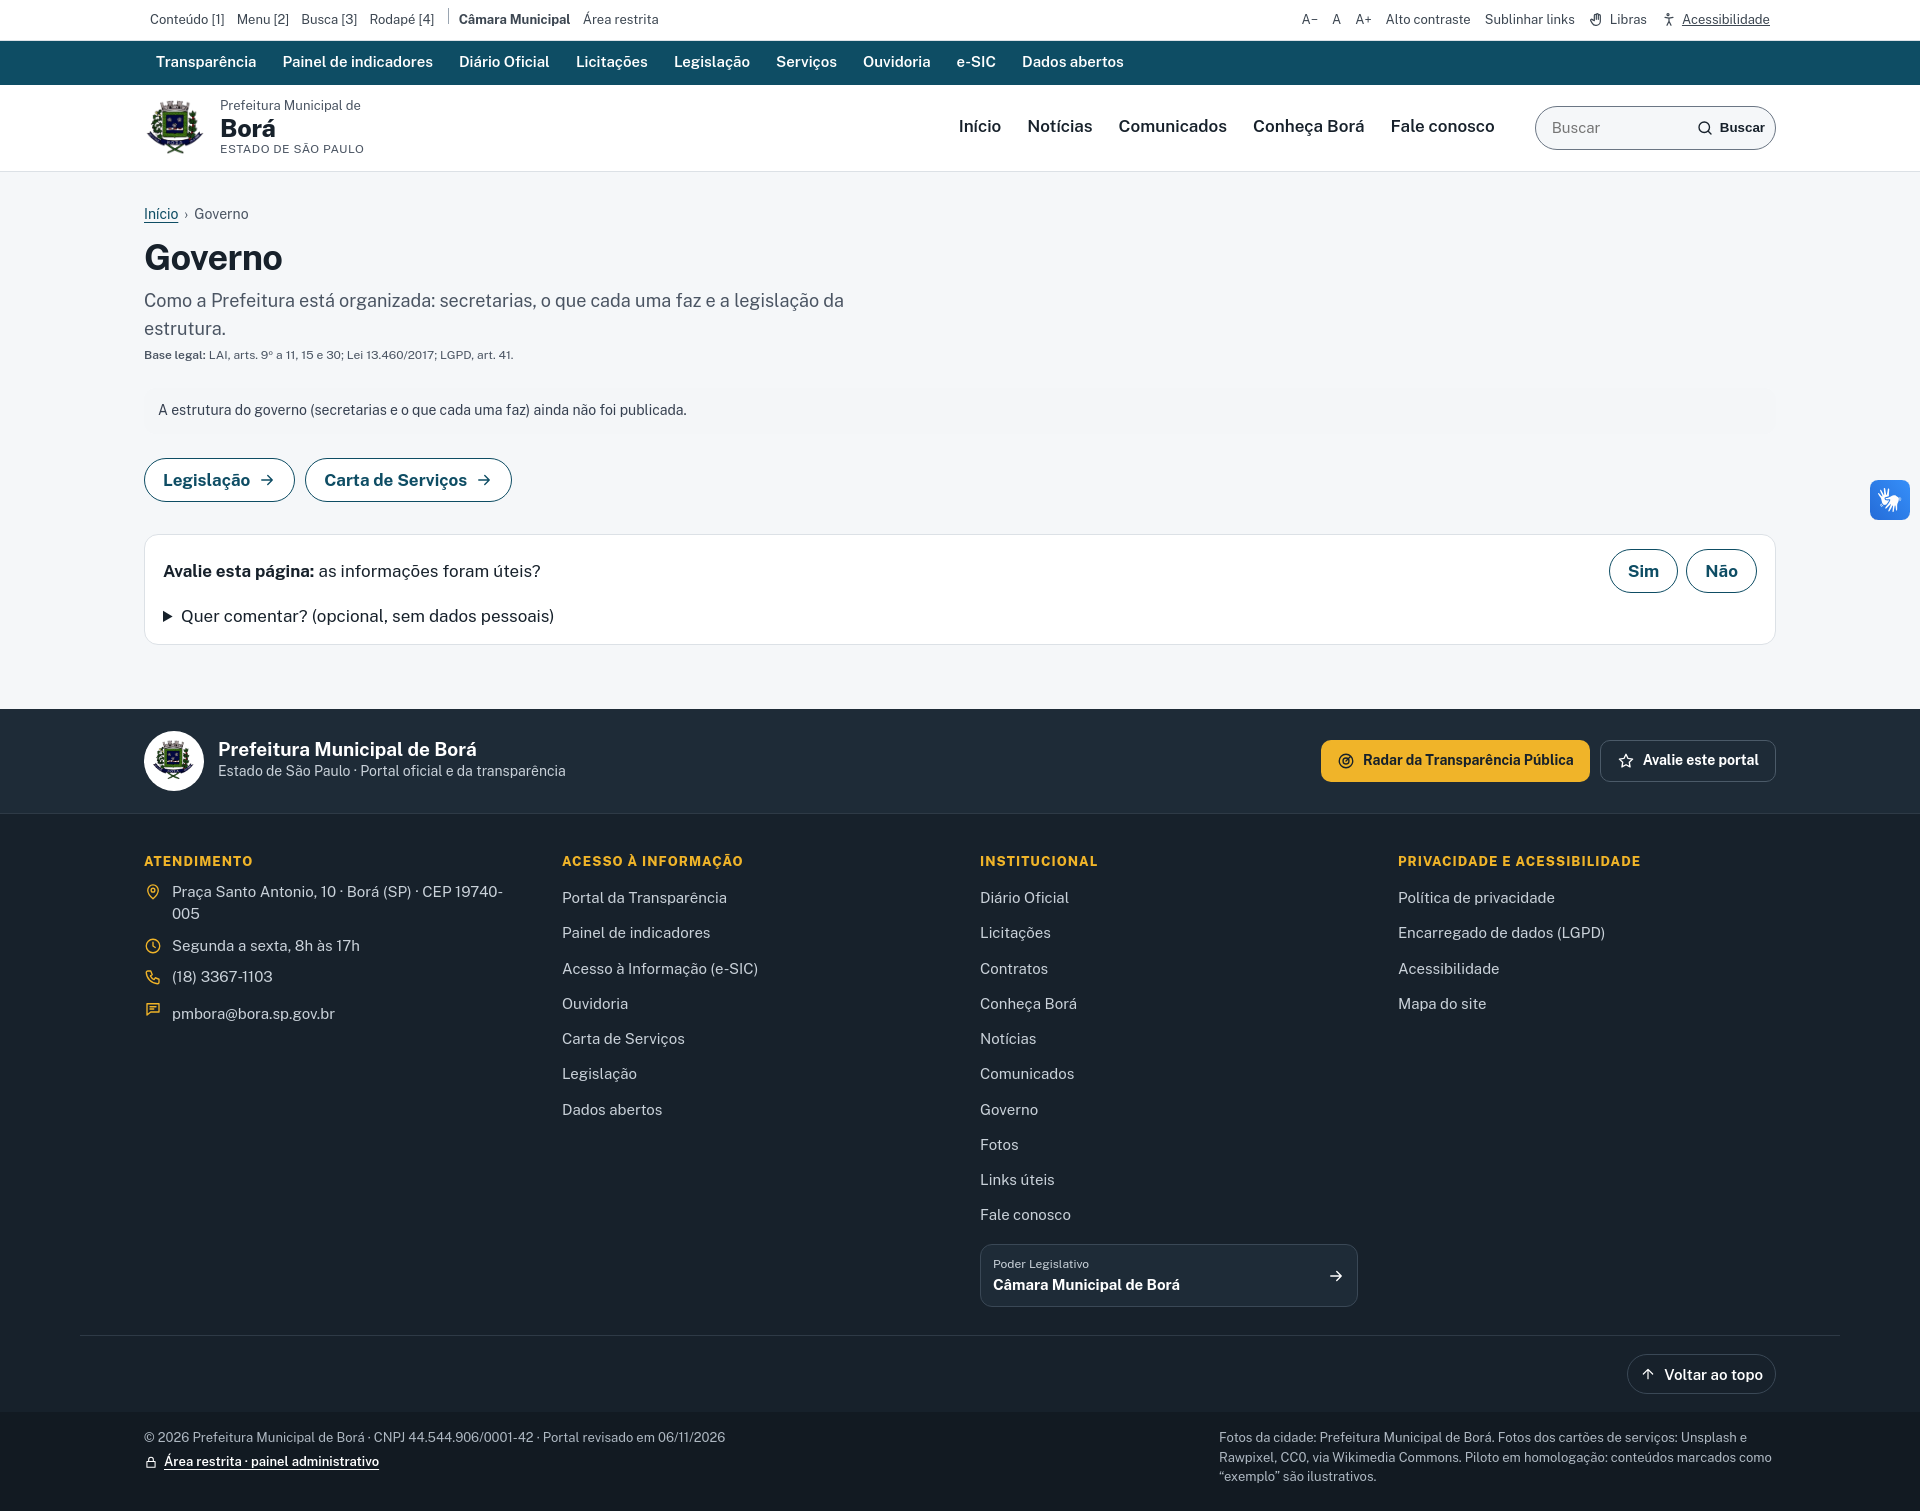 Conteúdo [1] Menu [2] Busca [3] Rodapé [4] Câmara Municipal Área restrita A− A A+ Alto contraste Sublinhar links Libras Acessibilidade
Transparência Painel de indicadores Diário Oficial Licitações Legislação Serviços Ouvidoria e-SIC Dados abertos
Prefeitura Municipal de
Borá
ESTADO DE SÃO PAULO
Início Notícias Comunicados Conheça Borá Fale conosco Buscar Buscar
Início › Governo
Governo
Como a Prefeitura está organizada: secretarias, o que cada uma faz e a legislação da
estrutura.
Base legal: LAI, arts. 9º a 11, 15 e 30; Lei 13.460/2017; LGPD, art. 41.
A estrutura do governo (secretarias e o que cada uma faz) ainda não foi publicada.
Legislação → Carta de Serviços →
Avalie esta página: as informações foram úteis? Sim Não
▶ Quer comentar? (opcional, sem dados pessoais)
Prefeitura Municipal de Borá
Estado de São Paulo · Portal oficial e da transparência
Radar da Transparência Pública Avalie este portal
ATENDIMENTO
Praça Santo Antonio, 10 · Borá (SP) · CEP 19740-
005
Segunda a sexta, 8h às 17h
(18) 3367-1103
pmbora@bora.sp.gov.br
ACESSO À INFORMAÇÃO
Portal da Transparência
Painel de indicadores
Acesso à Informação (e-SIC)
Ouvidoria
Carta de Serviços
Legislação
Dados abertos
INSTITUCIONAL
Diário Oficial
Licitações
Contratos
Conheça Borá
Notícias
Comunicados
Governo
Fotos
Links úteis
Fale conosco
Poder Legislativo
Câmara Municipal de Borá →
PRIVACIDADE E ACESSIBILIDADE
Política de privacidade
Encarregado de dados (LGPD)
Acessibilidade
Mapa do site
↑ Voltar ao topo
© 2026 Prefeitura Municipal de Borá · CNPJ 44.544.906/0001-42 · Portal revisado em 06/11/2026
Área restrita · painel administrativo
Fotos da cidade: Prefeitura Municipal de Borá. Fotos dos cartões de serviços: Unsplash e
Rawpixel, CC0, via Wikimedia Commons. Piloto em homologação: conteúdos marcados como
“exemplo” são ilustrativos.